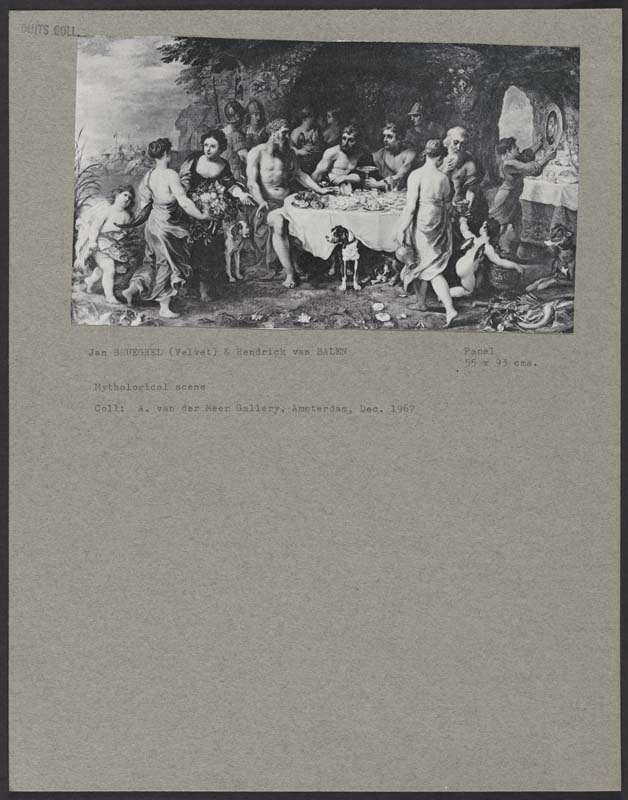 DUITS COLL.
Jan BRUEGHEL (Velvet) & Hendrick van BALEN
Panel
55 x 93 cms.
Mythological scene
Coll: A. van der Meer Gallery, Amsterdam, Dec. 1967